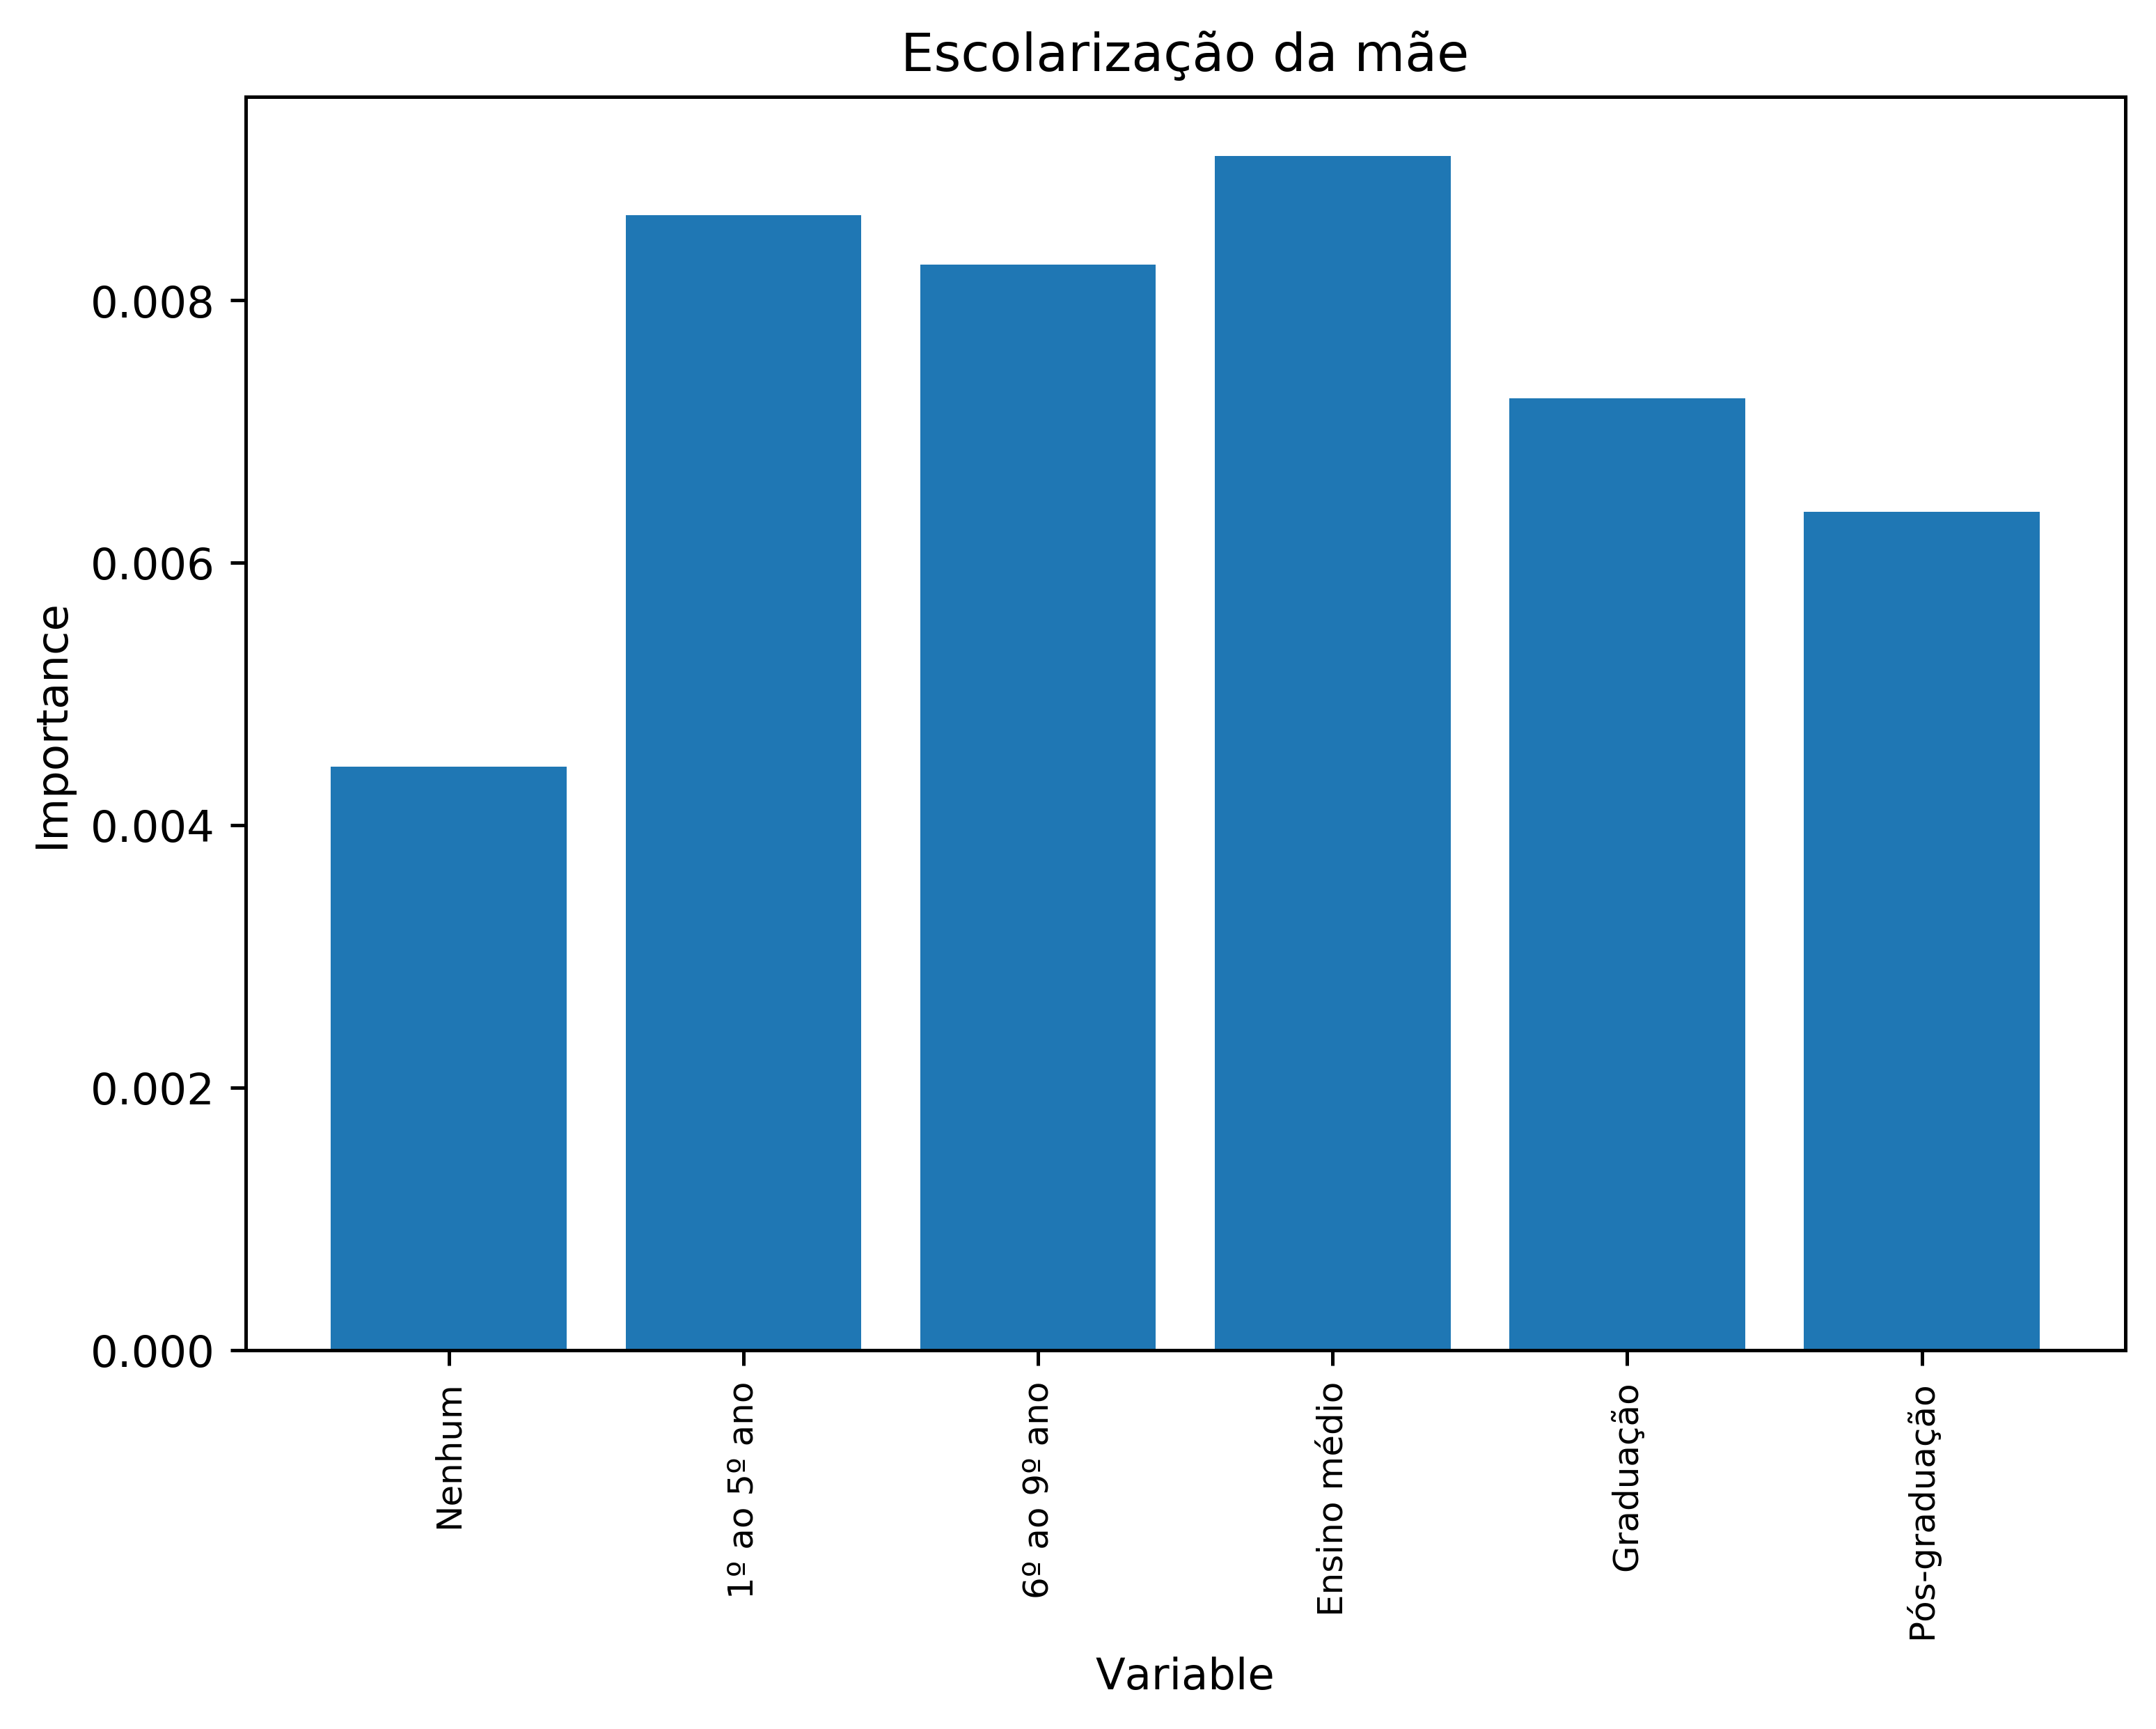 Escolarização da mãe
Importance
0.008
0.006
0.004
0.002
0.000
Nenhum
1º ao 5º ano
6º ao 9º ano
Ensino médio
Graduação
Pós-graduação
Variable